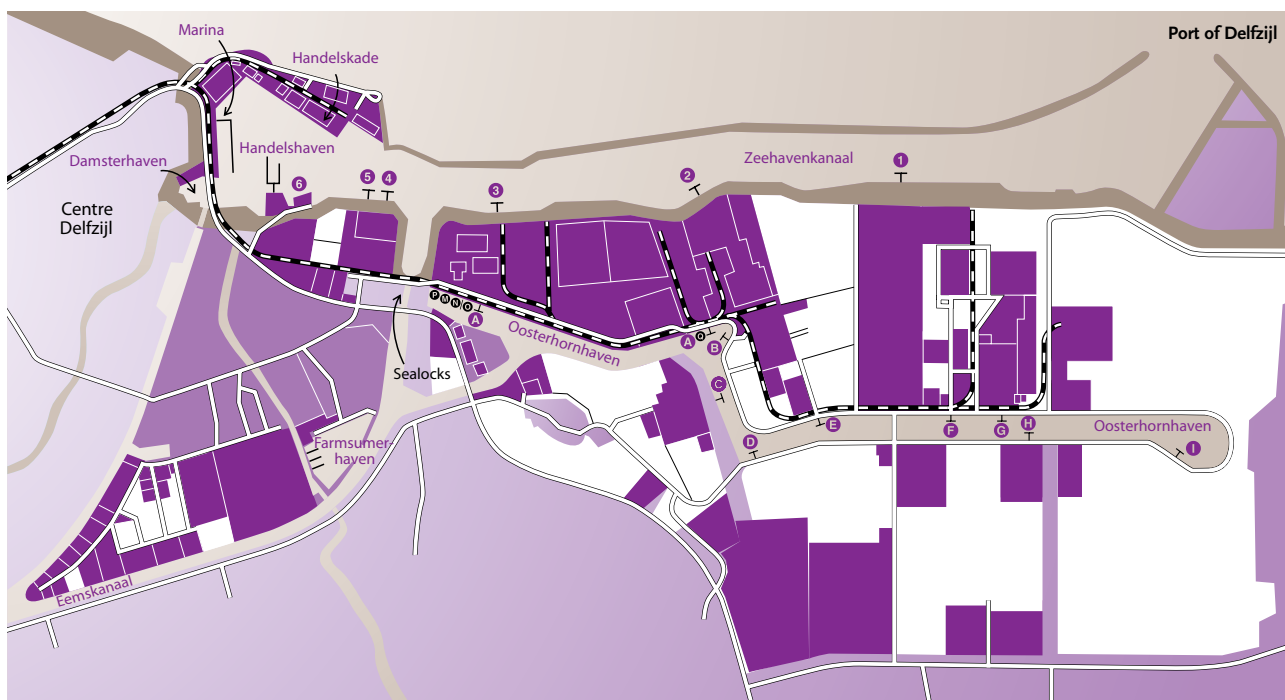 Port of Delfzijl
Marina
Handelskade
Damsterhaven
Handelshaven
Zeehavenkanaal
1
2
3
4
5
6
Centre
Delfzijl
P
M
N
O
A
Oosterhornhaven
A
O
B
C
Sealocks
D
E
F
G
H
I
Oosterhornhaven
Farmsumer-
haven
Eemskanaal